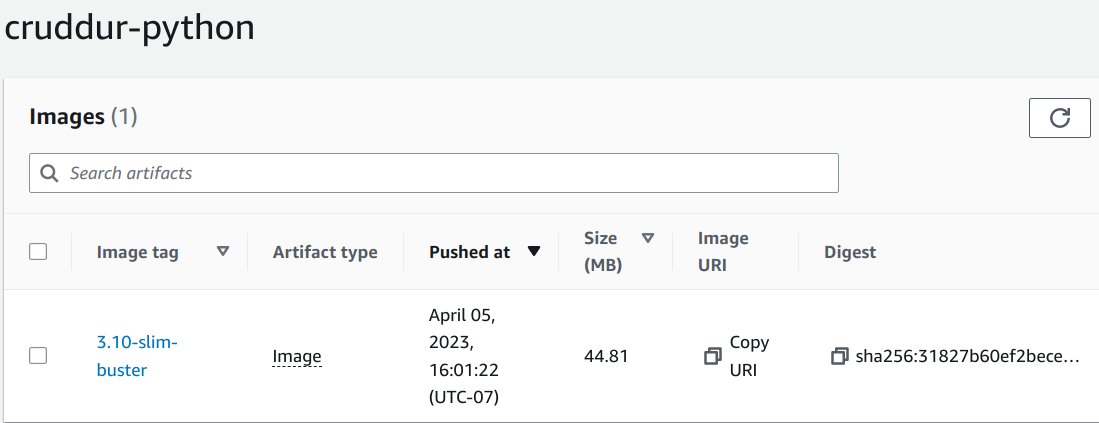 cruddur-python
Images (1)
Search artifacts
Image tag
Artifact type
Pushed at
Size
(MB)
Image
URI
Digest
3.10-slim-
buster
Image
April 05,
2023,
16:01:22
(UTC-07)
44.81
Copy
URI
sha256:31827b60ef2bece...